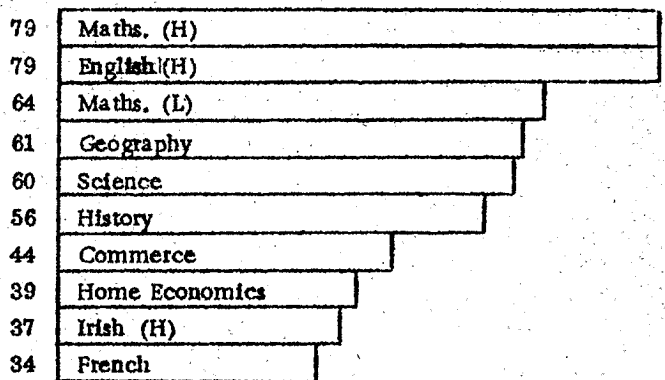 79 Maths. (H)
79 English (H)
64 Maths. (L)
61 Geography
60 Science
56 History
44 Commerce
39 Home Economics
37 Irish (H)
34 French